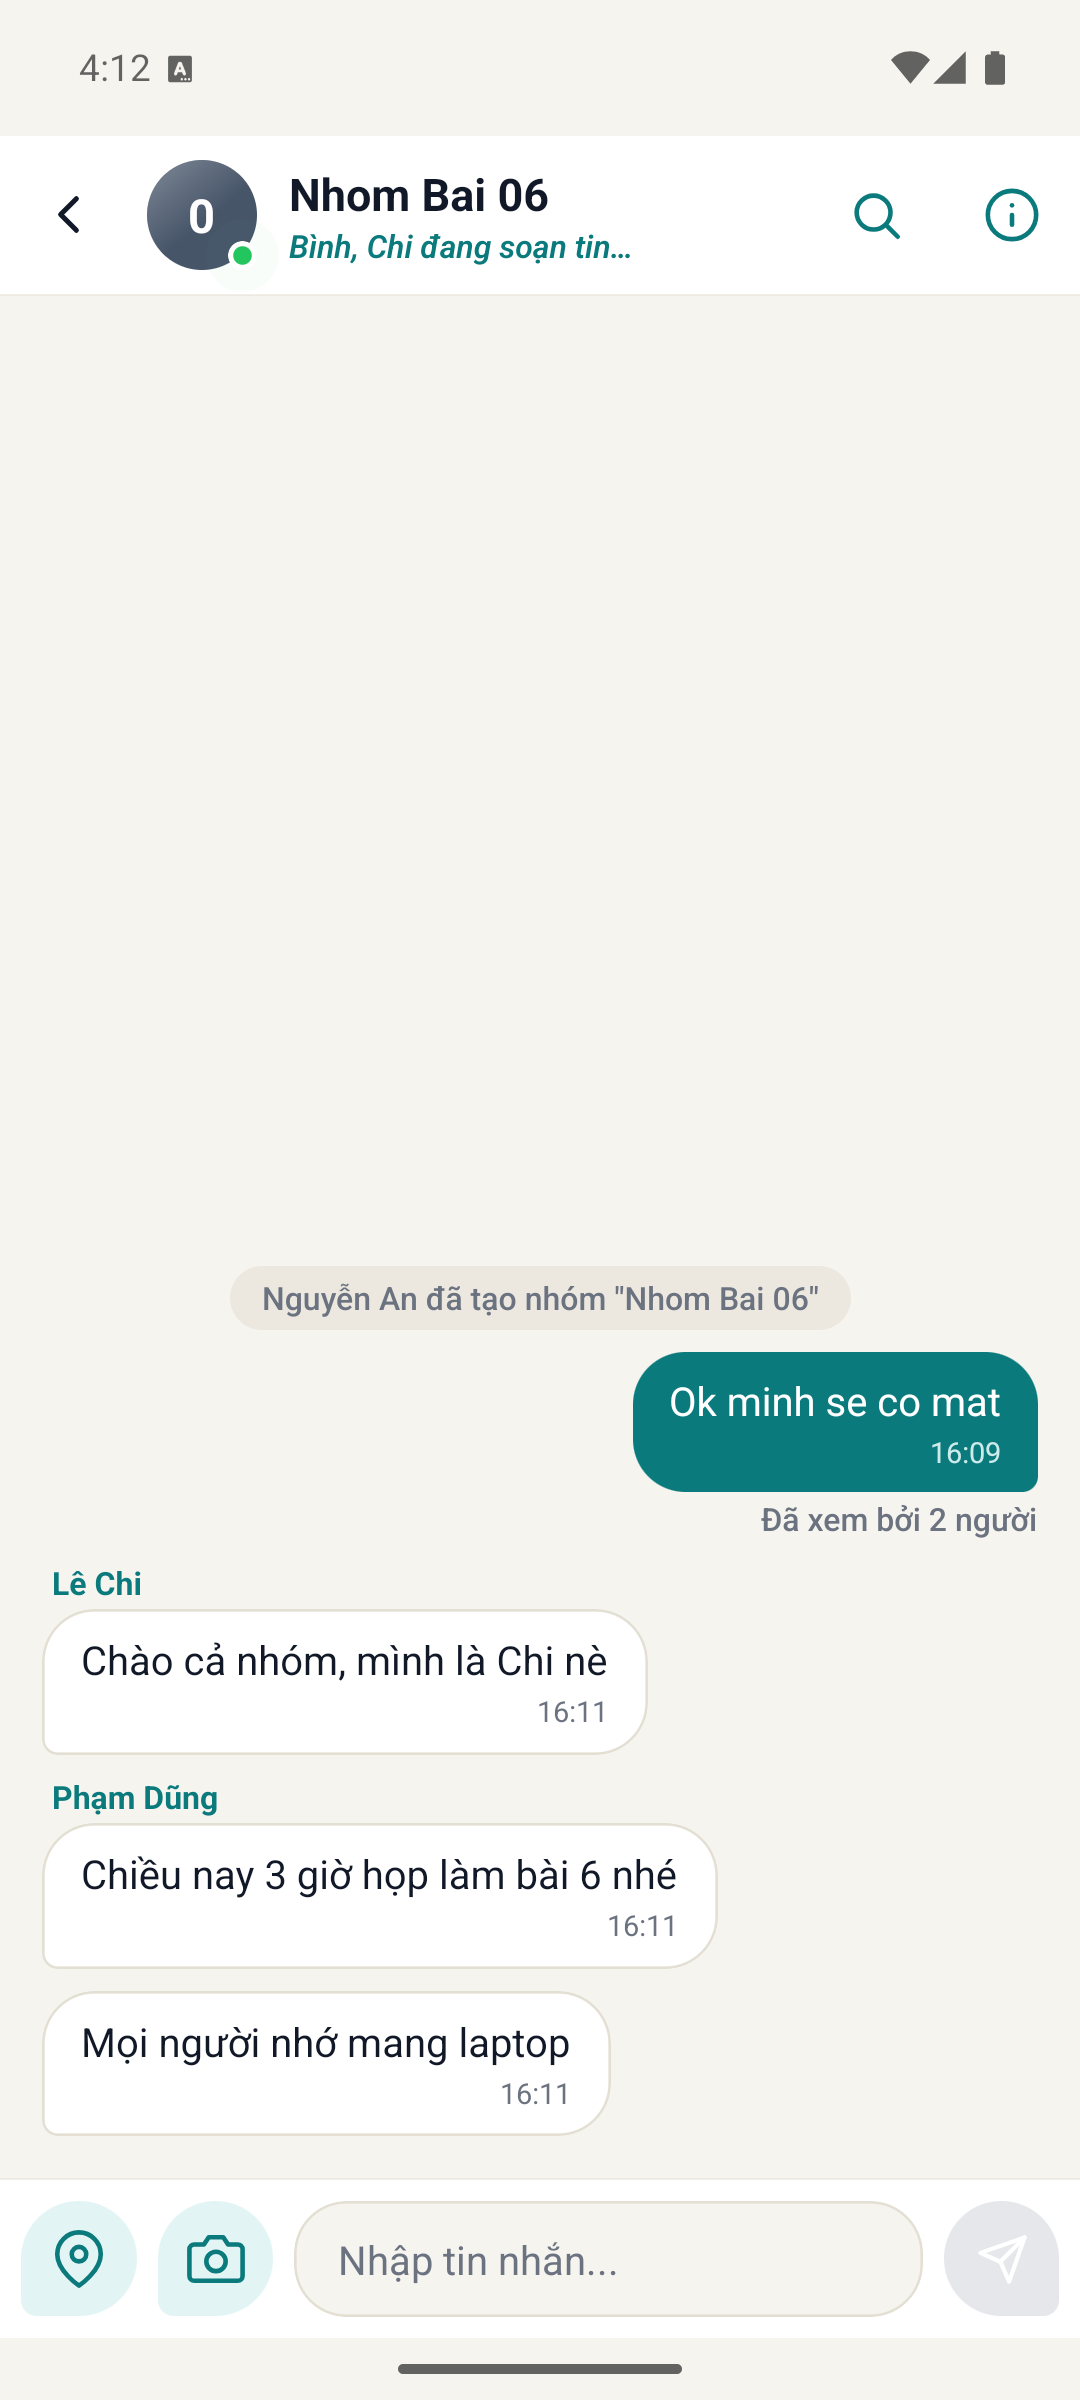 4:12
0
Nhom Bai 06
Bình, Chi đang soạn tin...
Nguyễn An đã tạo nhóm "Nhom Bai 06"
Ok minh se co mat
16:09
Đã xem bởi 2 người
Lê Chi
Chào cả nhóm, mình là Chi nè
16:11
Phạm Dũng
Chiều nay 3 giờ họp làm bài 6 nhé
16:11
Mọi người nhớ mang laptop
16:11
Nhập tin nhắn...